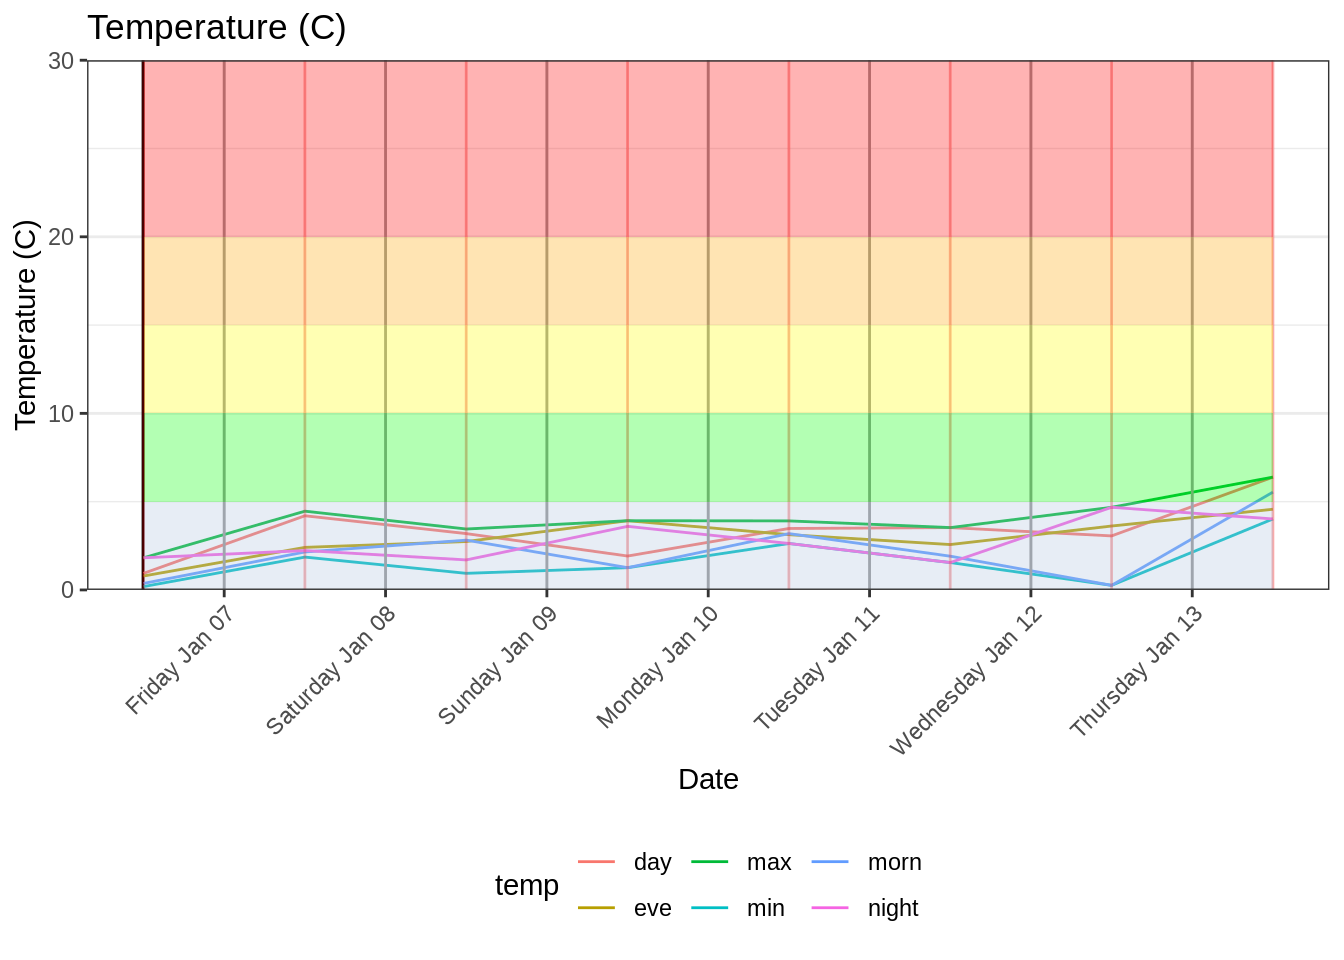 Temperature (C)
Temperature (C)
30
20
10
0
Friday Jan 07
Saturday Jan 08
Sunday Jan 09
Monday Jan 10
Tuesday Jan 11
Wednesday Jan 12
Thursday Jan 13
Date
temp
day
max
morn
eve
min
night